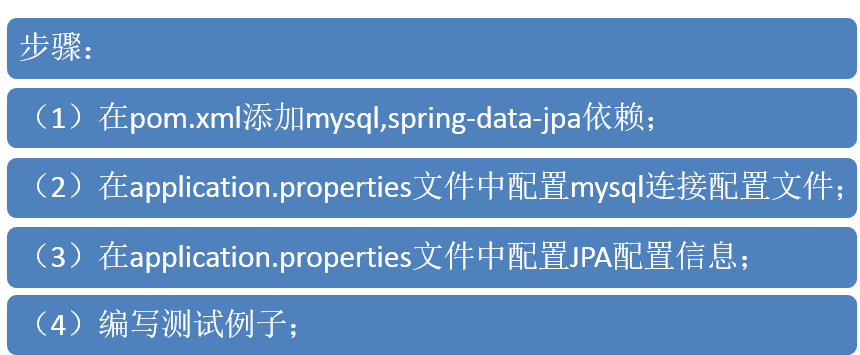 步骤：
（1）在pom.xml添加mysql,spring-data-jpa依赖；
（2）在application.properties文件中配置mysql连接配置文件；
（3）在application.properties文件中配置JPA配置信息；
（4）编写测试例子；